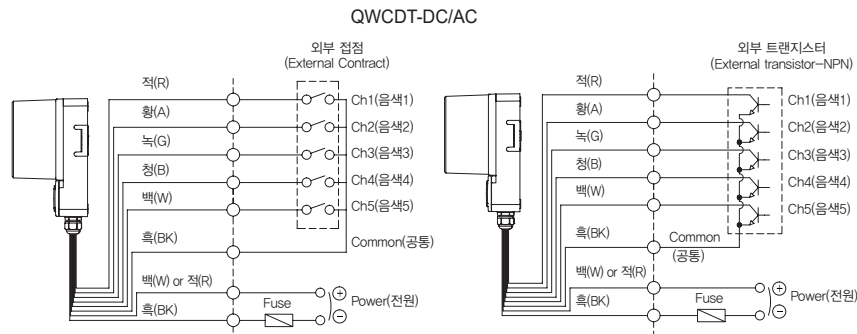 QWCDT-DC/AC
외부 접점
(External Contract)
적(R)
Ch1(음색1)
황(A)
Ch2(음색2)
녹(G)
Ch3(음색3)
청(B)
Ch4(음색4)
백(W)
Ch5(음색5)
흑(BK)
Common(공통)
백(W) or 적(R)
Fuse
Power(전원)
흑(BK)
외부 트랜지스터
(External transistor-NPN)
적(R)
Ch1(음색1)
황(A)
Ch2(음색2)
녹(G)
Ch3(음색3)
청(B)
Ch4(음색4)
백(W)
Ch5(음색5)
흑(BK)
Common
(공통)
백(W) or 적(R)
Fuse
Power(전원)
흑(BK)